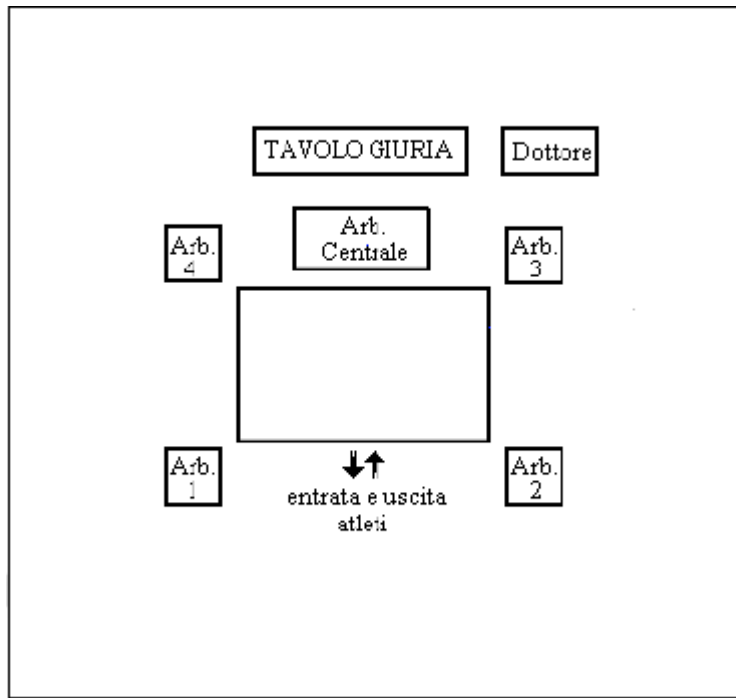 TAVOLO GIURIA
Dottore
Arb.
Centrale
Arb.
4
Arb.
3
Arb.
1
Arb.
2
entrata e uscita
atleti